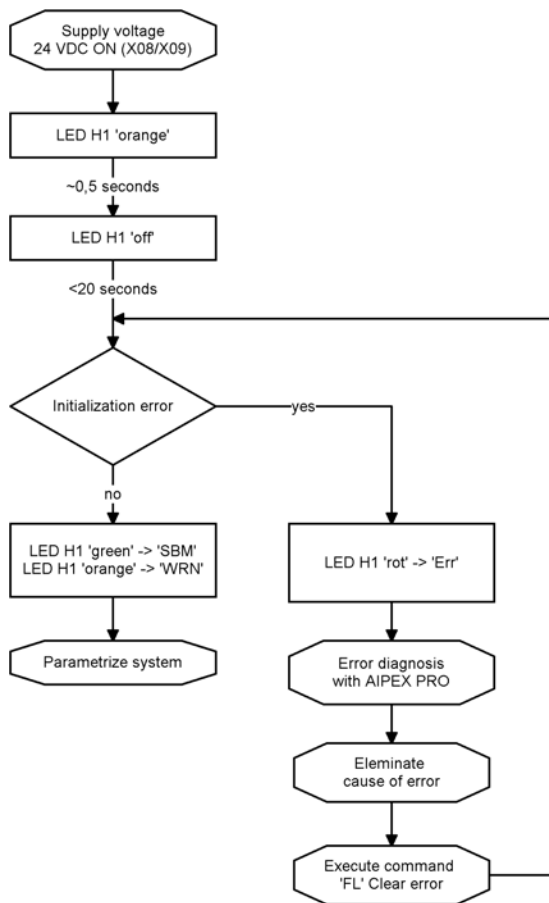 Supply voltage
24 VDC ON (X08/X09)
LED H1 'orange'
~0,5 seconds
LED H1 'off'
<20 seconds
Initialization error
yes
no
LED H1 'green' -> 'SBM'
LED H1 'orange' -> 'WRN'
LED H1 'rot' -> 'Err'
Parametrize system
Error diagnosis
with AIPEX PRO
Eleminate
cause of error
Execute command
'FL' Clear error